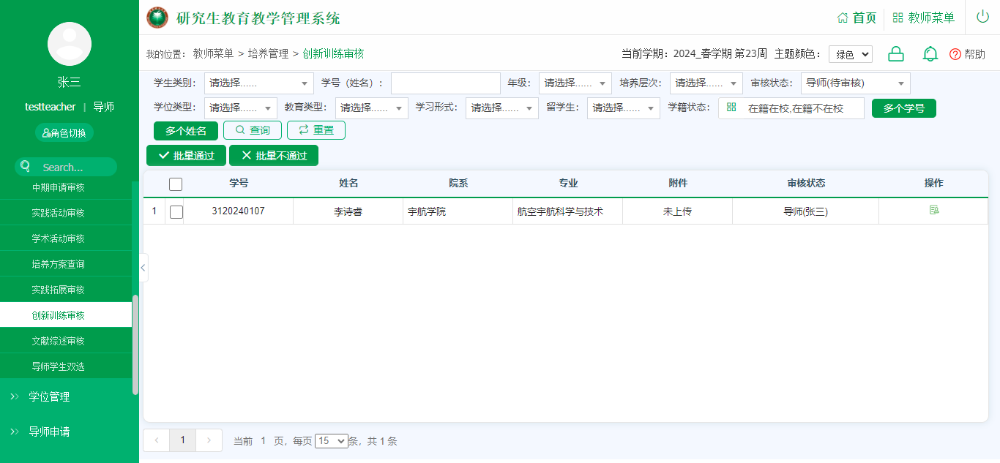 研究生教育教学管理系统
首页 教师菜单
张三
testteacher | 导师
角色切换
Search...
中期申请审核
实践活动审核
学术活动审核
培养方案查询
实践拓展审核
创新训练审核
文献综述审核
导师学生双选
学位管理
导师申请
我的位置: 教师菜单 > 培养管理 > 创新训练审核
当前学期: 2024_春学期 第23周 主题颜色: 绿色 帮助
学生类别: 请选择...... 学号（姓名）: 年级: 请选择...... 培养层次: 请选择...... 审核状态: 导师(待审核)
学位类型: 请选择...... 教育类型: 请选择...... 学习形式: 请选择...... 留学生: 请选择...... 学籍状态: 在籍在校,在籍不在校 多个学号
多个姓名 查询 重置
批量通过 批量不通过
学号 姓名 院系 专业 附件 审核状态 操作
1 3120240107 李诗睿 宇航学院 航空宇航科学与技术 未上传 导师(张三)
< 1 > 当前 1 页, 每页 15 条, 共 1 条